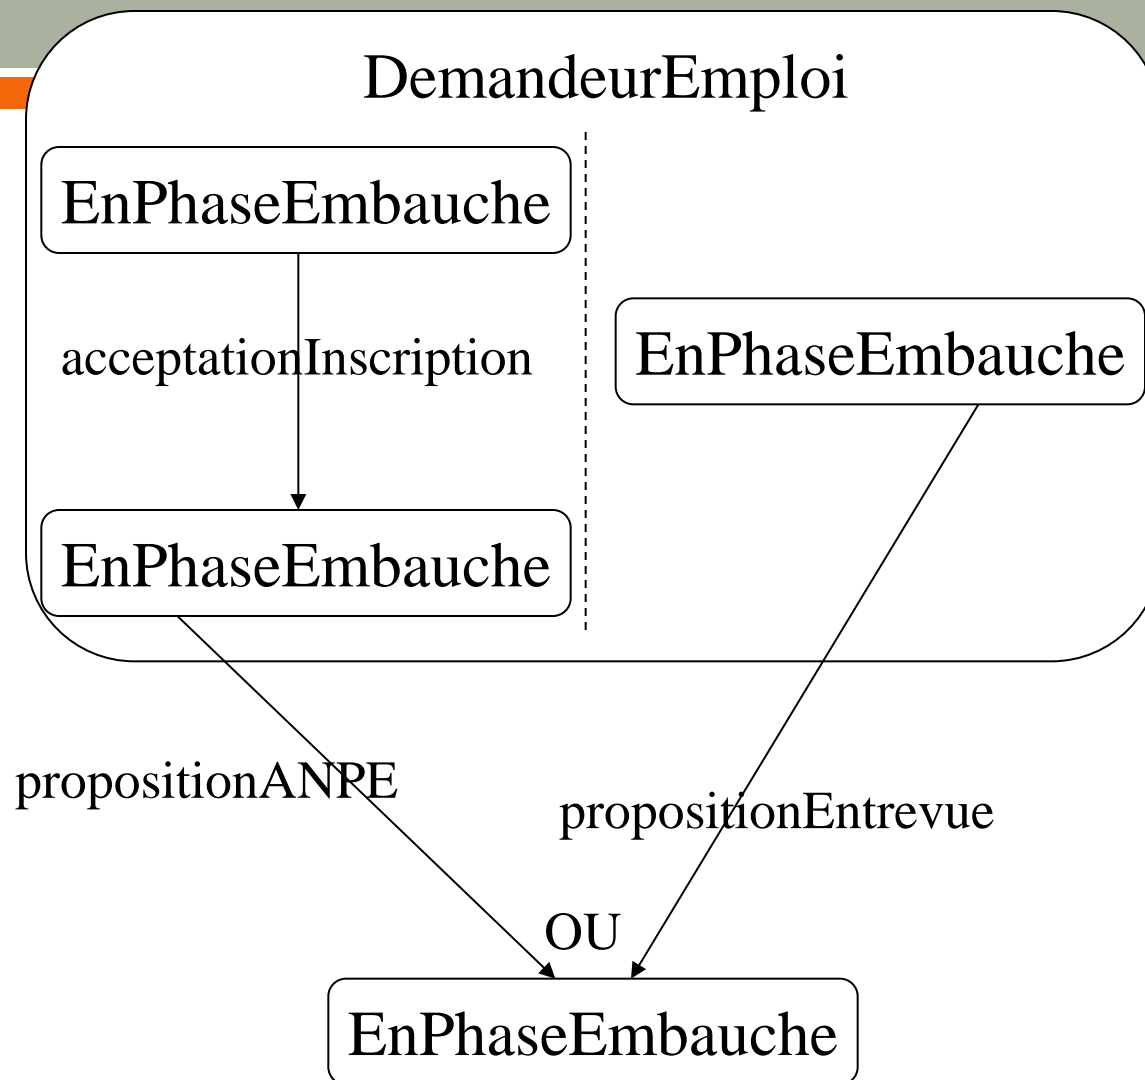 DemandeurEmploi
EnPhaseEmbauche
acceptationInscription
EnPhaseEmbauche
EnPhaseEmbauche
propositionANPE
propositionEntrevue
OU
EnPhaseEmbauche